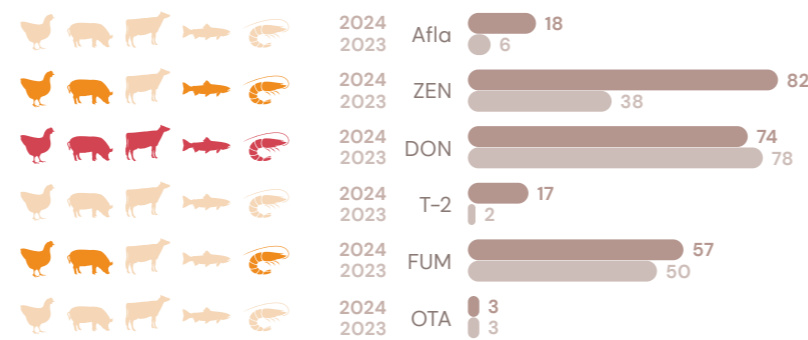 2024 Afla 18
2023 6
2024 ZEN 82
2023 38
2024 DON 74
2023 78
2024 T-2 17
2023 2
2024 FUM 57
2023 50
2024 OTA 3
2023 3